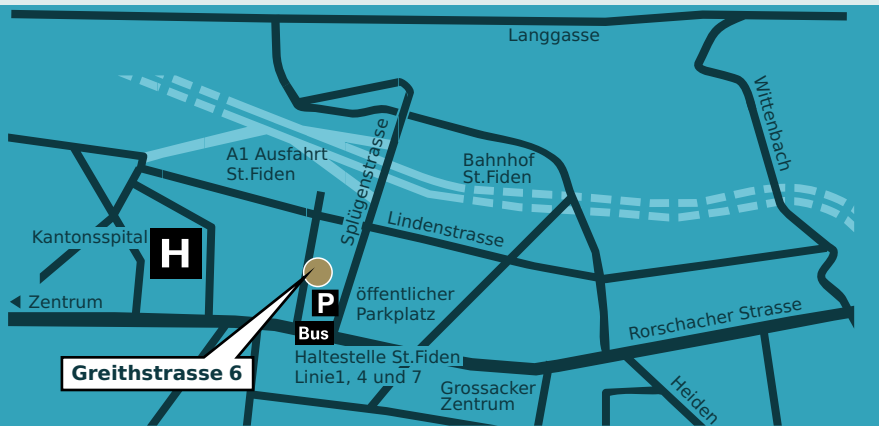 Langgasse
Wittenbach
Splügenstrasse
A1 Ausfahrt
St.Fiden
Bahnhof
St.Fiden
Lindenstrasse
Kantonsspital
H
Zentrum
P
öffentlicher
Parkplatz
Bus
Rorschacher Strasse
Haltestelle St.Fiden
Linie1, 4 und 7
Greithstrasse 6
Grossacker
Zentrum
Heiden